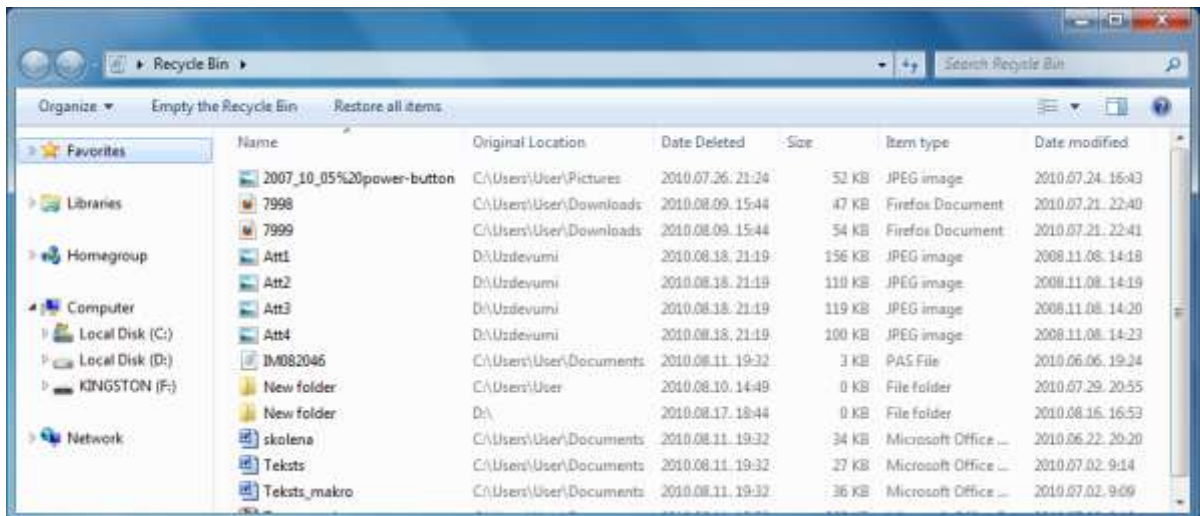 Recycle Bin
Search Recycle Bin
Organize Empty the Recycle Bin Restore all items
Favorites
Libraries
Homegroup
Computer
Local Disk (C:)
Local Disk (D:)
KINGSTON (F:)
Network
Name Original Location Date Deleted Size Item type Date modified
2007_10_05%20power-button C:\Users\User\Pictures 2010.07.26. 21:24 52 KB JPEG image 2010.07.24. 16:43
7998 C:\Users\User\Downloads 2010.08.09. 15:44 47 KB Firefox Document 2010.07.21. 22:40
7999 C:\Users\User\Downloads 2010.08.09. 15:44 54 KB Firefox Document 2010.07.21. 22:41
Att1 D:\Uzdevumi 2010.08.18. 21:19 156 KB JPEG image 2008.11.08. 14:18
Att2 D:\Uzdevumi 2010.08.18. 21:19 110 KB JPEG image 2008.11.08. 14:19
Att3 D:\Uzdevumi 2010.08.18. 21:19 119 KB JPEG image 2008.11.08. 14:20
Att4 D:\Uzdevumi 2010.08.18. 21:19 100 KB JPEG image 2008.11.08. 14:23
IM082046 C:\Users\User\Documents 2010.08.11. 19:32 3 KB PAS File 2010.06.06. 19:24
New folder C:\Users\User 2010.08.10. 14:49 0 KB File folder 2010.07.29. 20:55
New folder D:\ 2010.08.17. 18:44 0 KB File folder 2010.08.16. 16:53
skolena C:\Users\User\Documents 2010.08.11. 19:32 34 KB Microsoft Office ... 2010.06.22. 20:20
Teksts C:\Users\User\Documents 2010.08.11. 19:32 27 KB Microsoft Office ... 2010.07.02. 9:14
Teksts_makro C:\Users\User\Documents 2010.08.11. 19:32 36 KB Microsoft Office ... 2010.07.02. 9:09